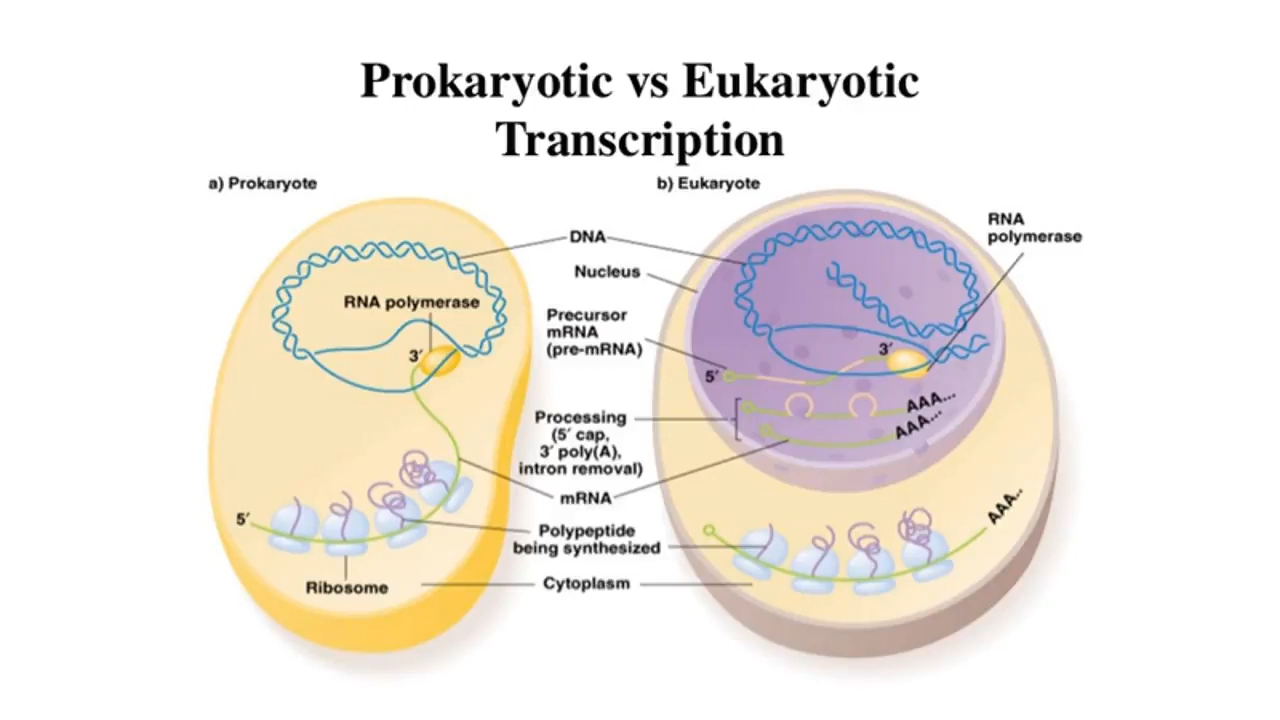 Prokaryotic vs Eukaryotic
Transcription
a) Prokaryote
b) Eukaryote
DNA
RNA
polymerase
Nucleus
RNA polymerase
Precursor
mRNA
(pre-mRNA)
3′
3′
5′
AAA...
AAA...
Processing
(5′ cap,
3′ poly(A),
intron removal)
mRNA
5′
AAA..
Polypeptide
being synthesized
Ribosome
Cytoplasm